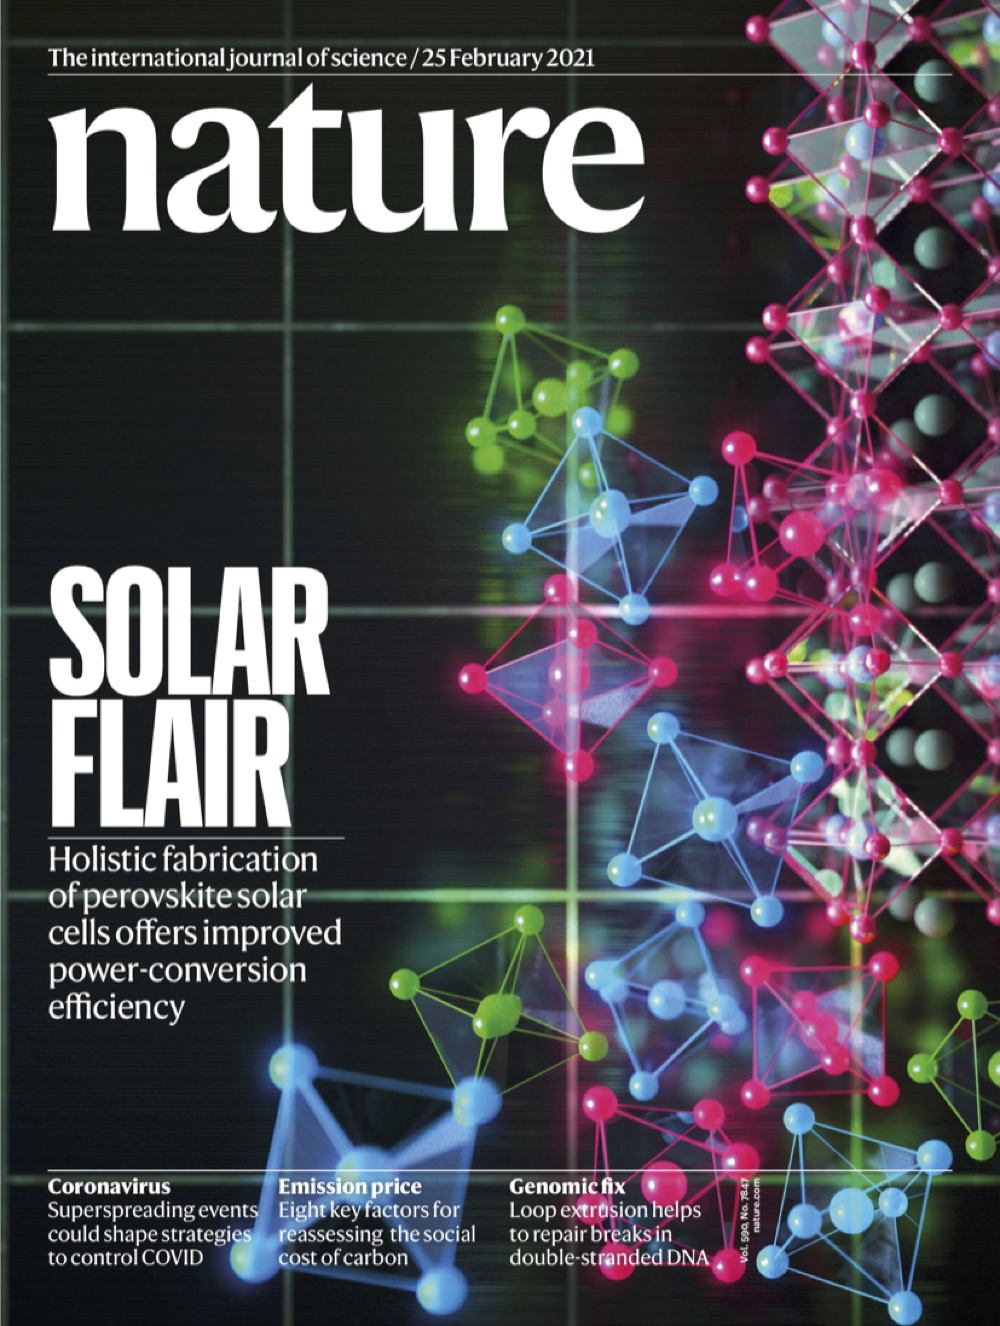 The international journal of science / 25 February 2021
nature
SOLAR
FLAIR
Holistic fabrication
of perovskite solar
cells offers improved
power-conversion
efficiency
Coronavirus
Superspreading events
could shape strategies
to control COVID
Emission price
Eight key factors for
reassessing the social
cost of carbon
Genomic fix
Loop extrusion helps
to repair breaks in
double-stranded DNA
Vol. 590, No. 7847
nature.com